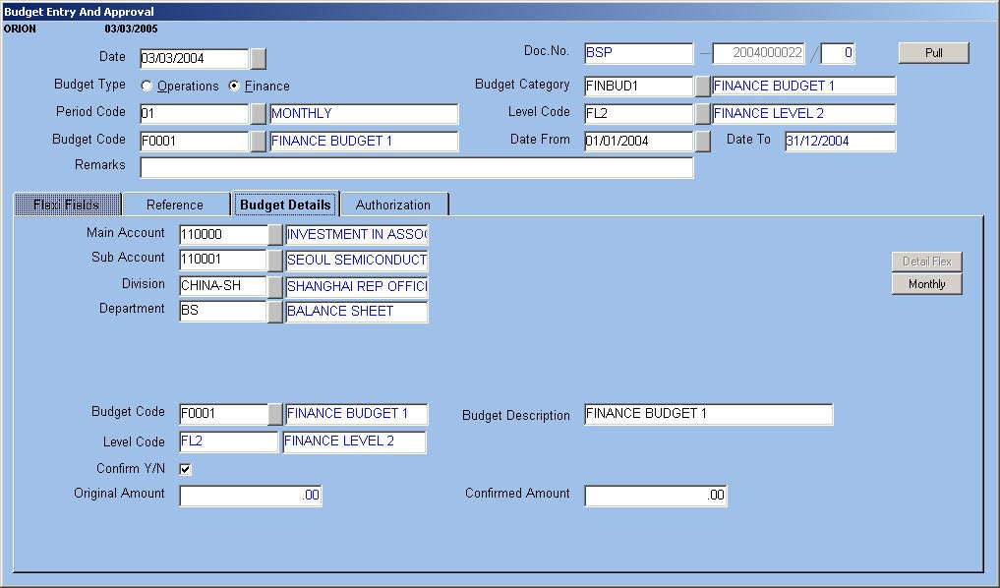 Budget Entry And Approval
ORION 03/03/2005
Date 03/03/2004 Doc.No. BSP – 2004000022 / 0 Pull
Budget Type Operations Finance Budget Category FINBUD1 FINANCE BUDGET 1
Period Code 01 MONTHLY Level Code FL2 FINANCE LEVEL 2
Budget Code F0001 FINANCE BUDGET 1 Date From 01/01/2004 Date To 31/12/2004
Remarks
Flexi Fields Reference Budget Details Authorization
Main Account 110000 INVESTMENT IN ASSO
Sub Account 110001 SEOUL SEMICONDUCT Detail Flex
Division CHINA-SH SHANGHAI REP OFFICI Monthly
Department BS BALANCE SHEET
Budget Code F0001 FINANCE BUDGET 1 Budget Description FINANCE BUDGET 1
Level Code FL2 FINANCE LEVEL 2
Confirm Y/N
Original Amount .00 Confirmed Amount .00